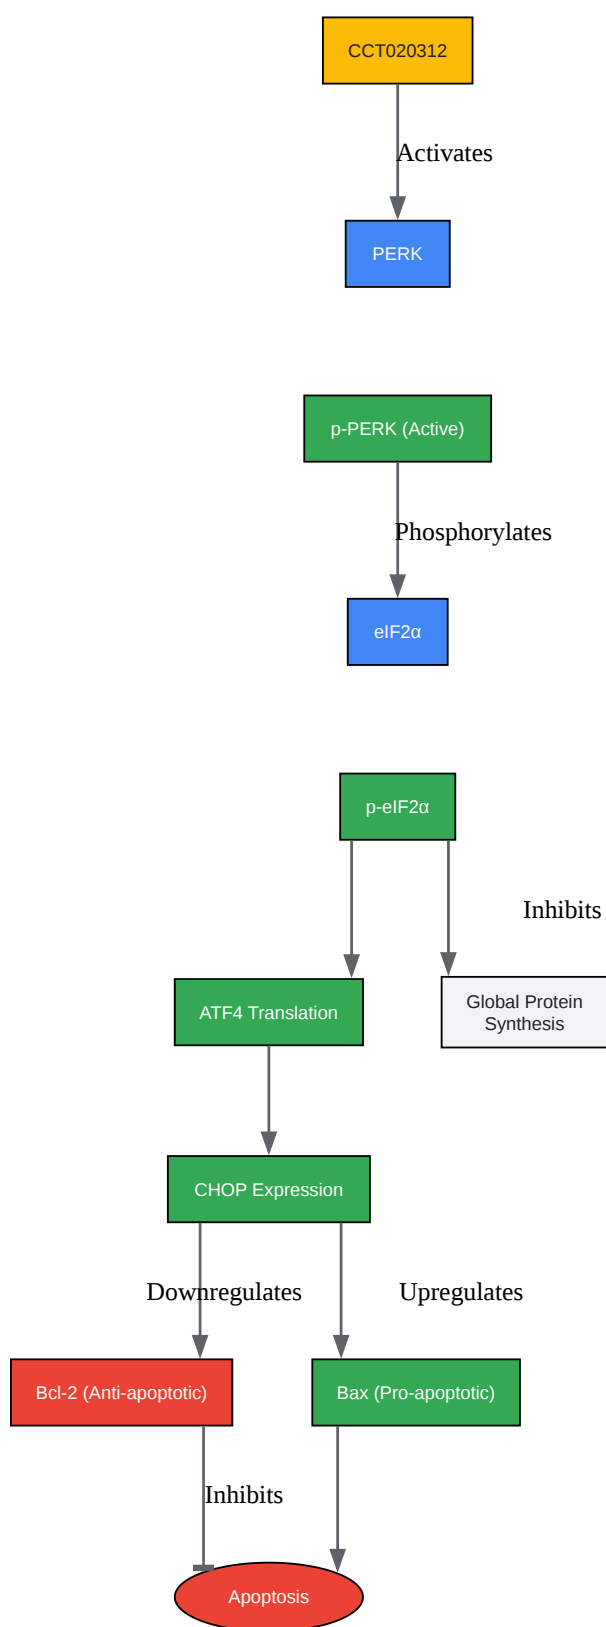 CCT020312
Activates
PERK
p-PERK (Active)
Phosphorylates
eIF2α
p-eIF2α
Inhibits
ATF4 Translation
Global Protein
Synthesis
CHOP Expression
Downregulates
Upregulates
Bcl-2 (Anti-apoptotic)
Bax (Pro-apoptotic)
Inhibits
Apoptosis